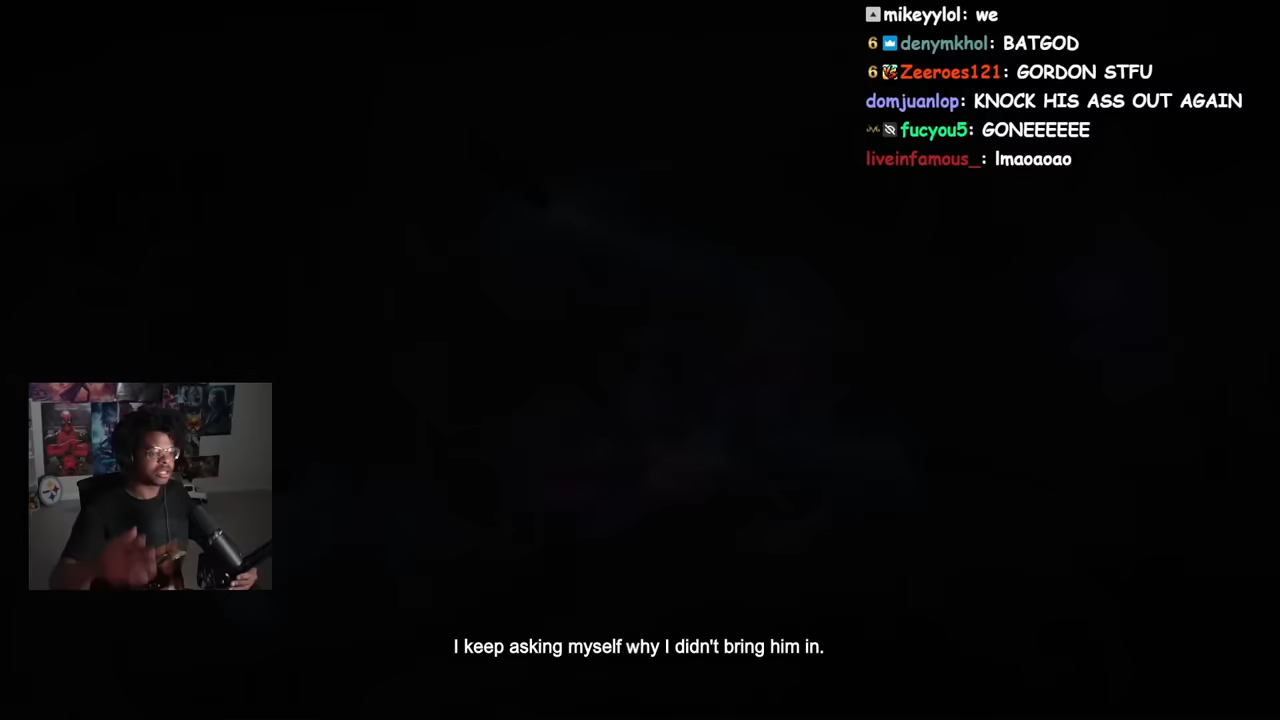 mikeyylol: we
6 denymkhol: BATGOD
6 Zeeroes121: GORDON STFU
domjuanlop: KNOCK HIS ASS OUT AGAIN
fucyou5: GONEEEEEE
liveinfamous_: lmaoaoao
I keep asking myself why I didn't bring him in.